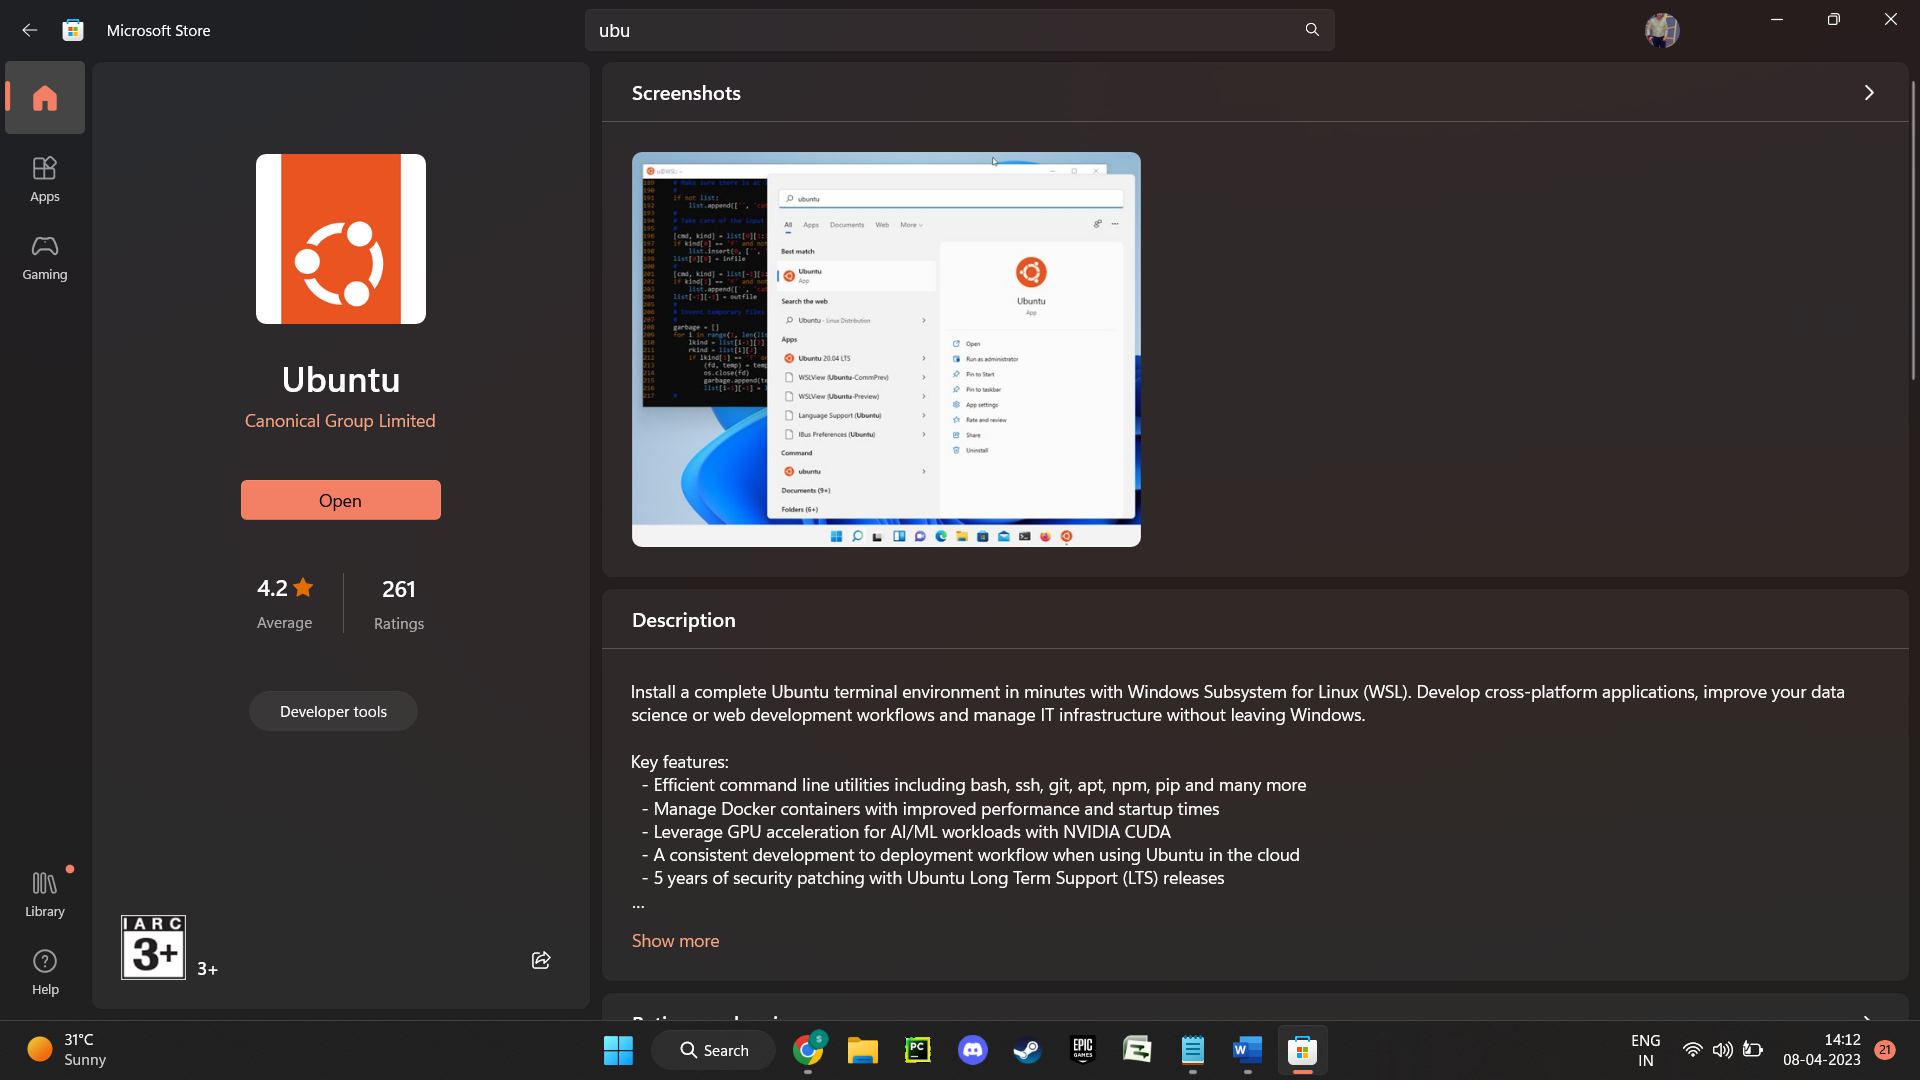 Microsoft Store
ubu
Apps
Gaming
Library
Help
Ubuntu
Canonical Group Limited
Open
4.2
Average
261
Ratings
Developer tools
IARC
3+
3+
Screenshots
ubuntu
All Apps Documents Web More
Best match
Ubuntu
App
Search the web
Ubuntu - Linux Distribution
Apps
Ubuntu 20.04 LTS
WSLView (Ubuntu-CommPrev)
WSLView (Ubuntu-Preview)
Language Support (Ubuntu)
IBus Preferences (Ubuntu)
Command
ubuntu
Documents (9+)
Folders (6+)
Ubuntu
App
Open
Run as administrator
Pin to Start
Pin to taskbar
App settings
Rate and review
Share
Uninstall
Description
Install a complete Ubuntu terminal environment in minutes with Windows Subsystem for Linux (WSL). Develop cross-platform applications, improve your data
science or web development workflows and manage IT infrastructure without leaving Windows.
Key features:
- Efficient command line utilities including bash, ssh, git, apt, npm, pip and many more
- Manage Docker containers with improved performance and startup times
- Leverage GPU acceleration for AI/ML workloads with NVIDIA CUDA
- A consistent development to deployment workflow when using Ubuntu in the cloud
- 5 years of security patching with Ubuntu Long Term Support (LTS) releases
...
Show more
31°C
Sunny
Search
S
PC
EPIC
GAMES
W
ENG
IN
14:12
08-04-2023
21